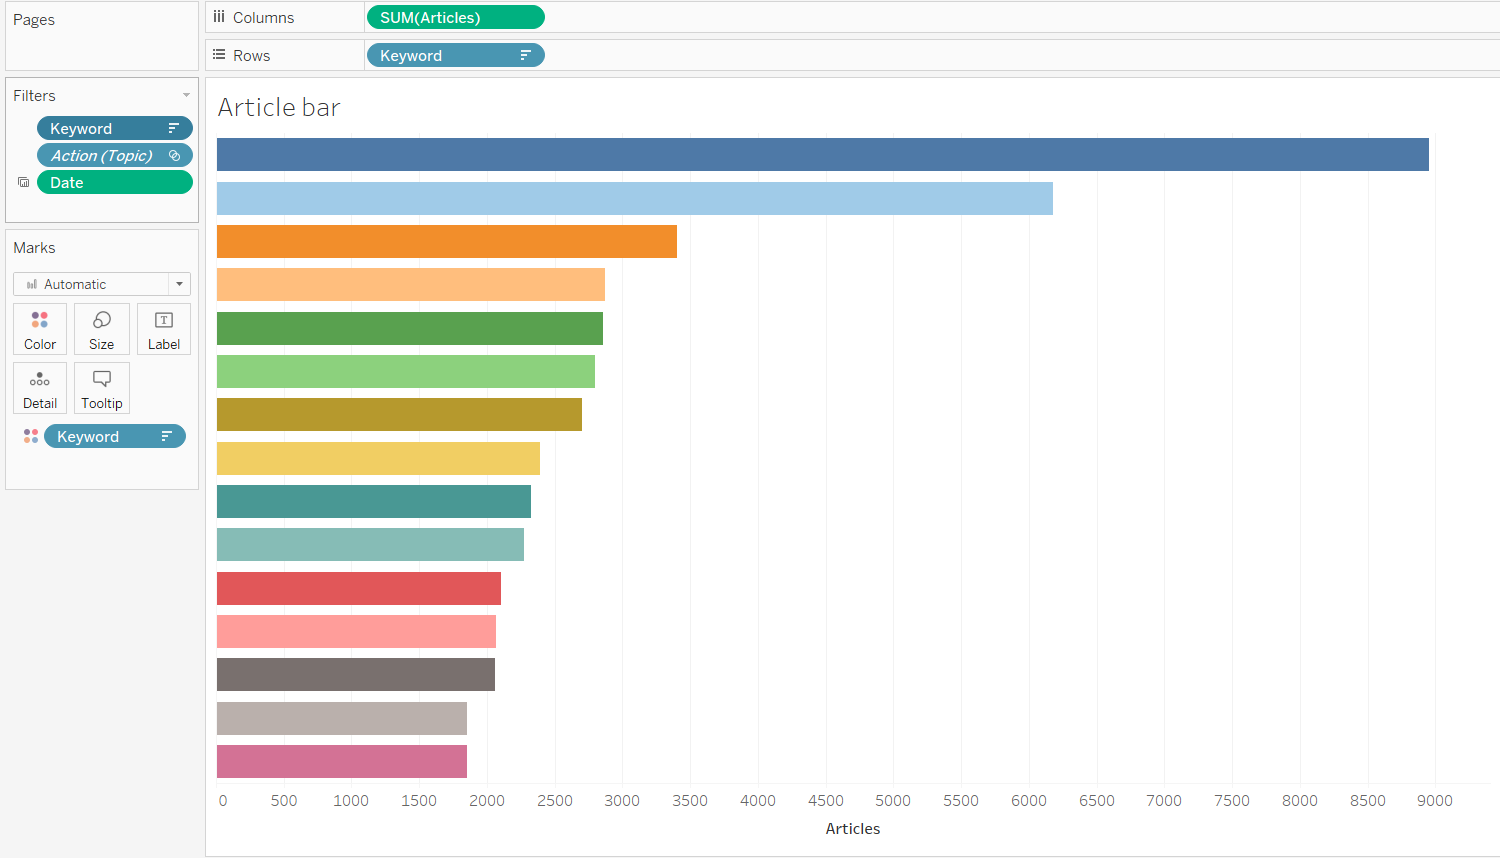 Pages
Columns
SUM(Articles)
Rows
Keyword
Filters
Keyword
Action (Topic)
Date
Marks
Automatic
Color
Size
T
Label
Detail
Tooltip
Keyword
Article bar
0 500 1000 1500 2000 2500 3000 3500 4000 4500 5000 5500 6000 6500 7000 7500 8000 8500 9000
Articles